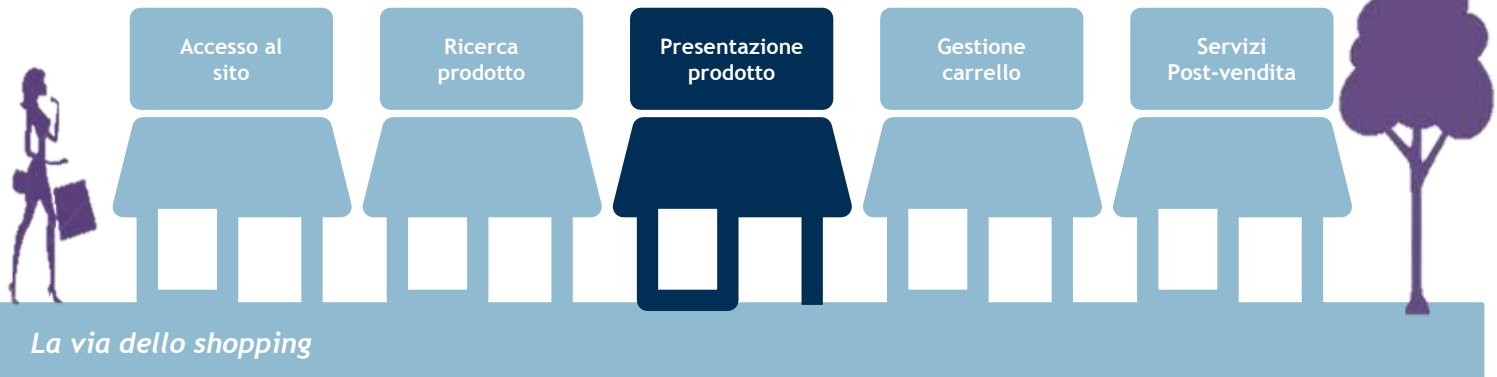 Accesso al
sito
Ricerca
prodotto
Presentazione
prodotto
Gestione
carrello
Servizi
Post-vendita
La via dello shopping